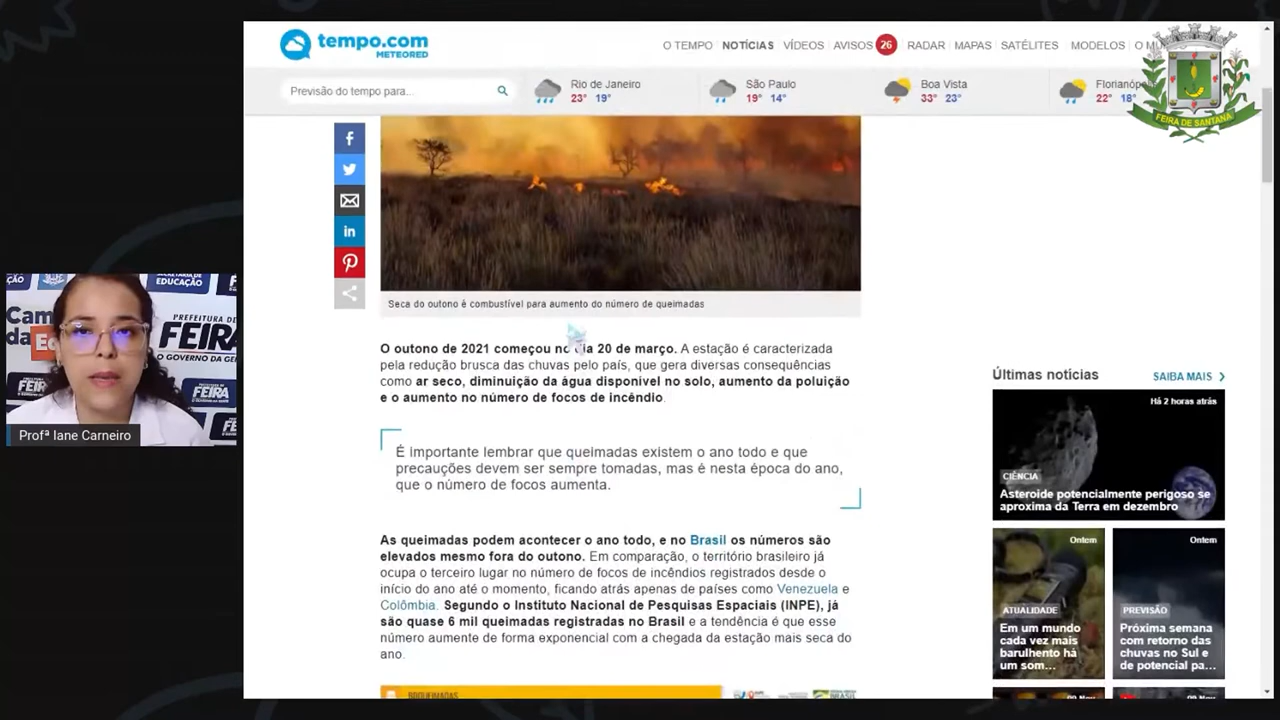 tempo.com
METEORED
O TEMPO NOTÍCIAS VÍDEOS AVISOS 26 RADAR MAPAS SATÉLITES MODELOS O MU
Previsão do tempo para...
Rio de Janeiro
23° 19°
São Paulo
19° 14°
Boa Vista
33° 23°
Florianópo
22° 18°
FEIRA DE SANTANA
Seca do outono é combustível para aumento do número de queimadas
O outono de 2021 começou no dia 20 de março. A estação é caracterizada
pela redução brusca das chuvas pelo país, que gera diversas consequências
como ar seco, diminuição da água disponível no solo, aumento da poluição
e o aumento no número de focos de incêndio.
É importante lembrar que queimadas existem o ano todo e que
precauções devem ser sempre tomadas, mas é nesta época do ano,
que o número de focos aumenta.
As queimadas podem acontecer o ano todo, e no Brasil os números são
elevados mesmo fora do outono. Em comparação, o território brasileiro já
ocupa o terceiro lugar no número de focos de incêndios registrados desde o
início do ano até o momento, ficando atrás apenas de países como Venezuela e
Colômbia. Segundo o Instituto Nacional de Pesquisas Espaciais (INPE), já
são quase 6 mil queimadas registradas no Brasil e a tendência é que esse
número aumente de forma exponencial com a chegada da estação mais seca do
ano.
Últimas notícias SAIBA MAIS
Há 2 horas atrás
CIÊNCIA
Asteroide potencialmente perigoso se
aproxima da Terra em dezembro
Ontem
ATUALIDADE
Em um mundo
cada vez mais
barulhento há
um som...
Ontem
PREVISÃO
Próxima semana
com retorno das
chuvas no Sul e
de potencial pa...
EDUCAÇÃO
PREFEITURA DE
FEIRA
O GOVERNO DA GE
Cam
da
Ed
FEIRA
Profª Iane Carneiro